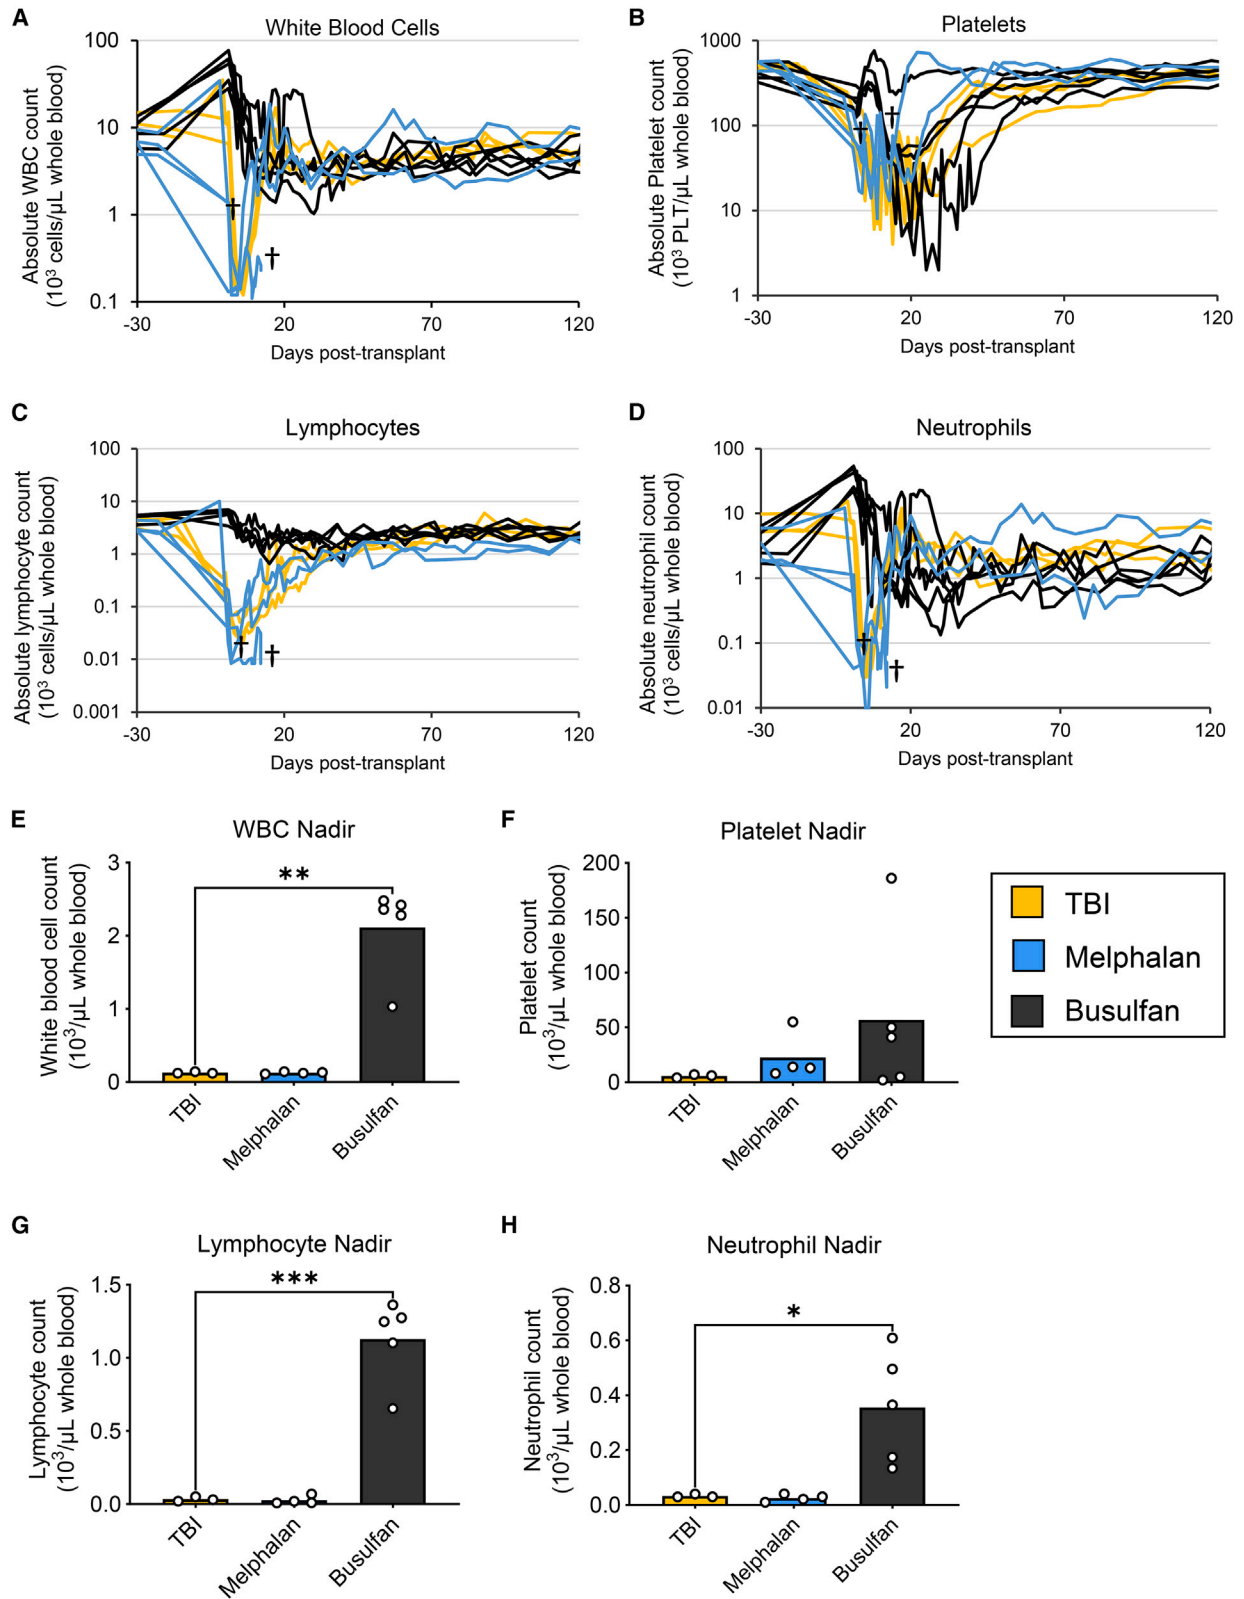 A
White Blood Cells
Absolute WBC count
(10³ cells/µL whole blood)
100
10
1
0.1
†
†
-30
20
70
120
Days post-transplant
B
Platelets
Absolute Platelet count
(10³ PLT/µL whole blood)
1000
100
10
1
†
†
-30
20
70
120
Days post-transplant
C
Lymphocytes
Absolute lymphocyte count
(10³ cells/µL whole blood)
100
10
1
0.1
0.01
0.001
†
†
-30
20
70
120
Days post-transplant
D
Neutrophils
Absolute neutrophil count
(10³ cells/µL whole blood)
100
10
1
0.1
0.01
†
†
-30
20
70
120
Days post-transplant
E
WBC Nadir
White blood cell count
(10³/µL whole blood)
3
2
1
0
**
TBI
Melphalan
Busulfan
F
Platelet Nadir
Platelet count
(10³/µL whole blood)
200
150
100
50
0
TBI
Melphalan
Busulfan
TBI
Melphalan
Busulfan
G
Lymphocyte Nadir
Lymphocyte count
(10³/µL whole blood)
1.5
1.0
0.5
0.0
***
TBI
Melphalan
Busulfan
H
Neutrophil Nadir
Neutrophil count
(10³/µL whole blood)
0.8
0.6
0.4
0.2
0.0
*
TBI
Melphalan
Busulfan